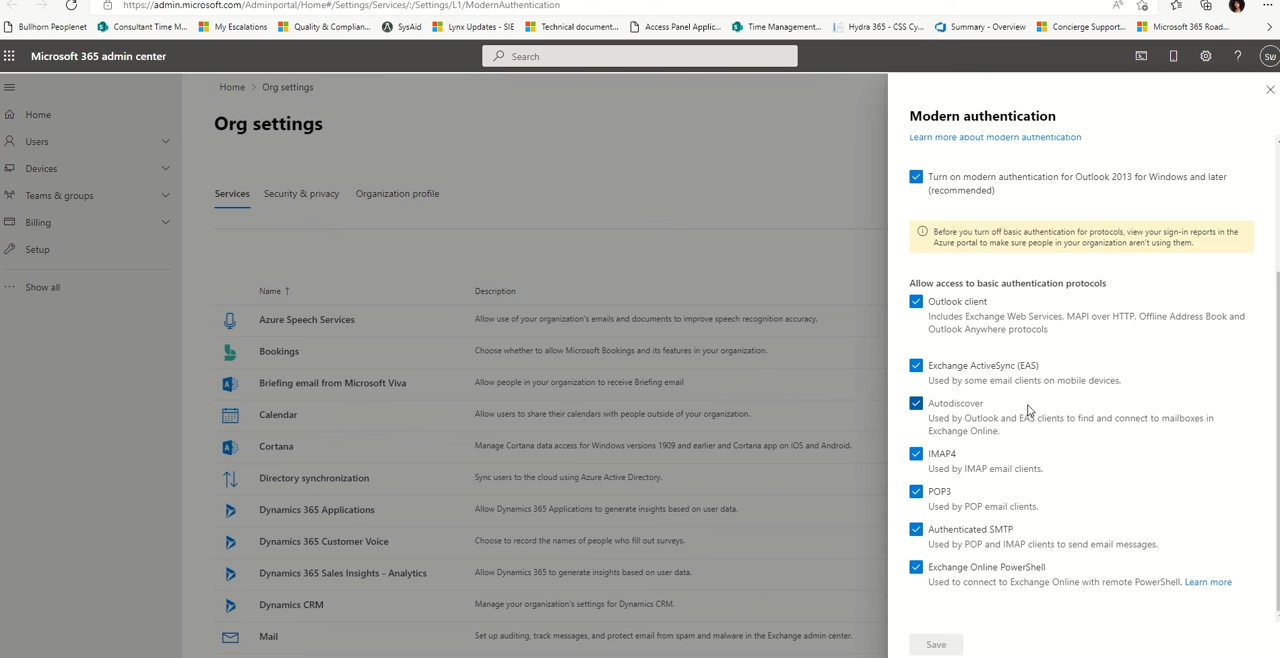 https://admin.microsoft.com/Adminportal/Home#/Settings/Services/:/Settings/L1/ModernAuthentication
Bullhorn Peoplenet
Consultant Time M...
My Escalations
Quality & Complian...
SysAid
Lynx Updates - SIE
Technical document...
Access Panel Applic...
Time Management...
Hydra 365 - CSS Cy...
Summary - Overview
Concierge Support...
Microsoft 365 Road...
Microsoft 365 admin center
Search
?
SW
Home
Users
Devices
Teams & groups
Billing
Setup
Show all
Home > Org settings
Org settings
Services
Security & privacy
Organization profile
Name ↑
Description
Azure Speech Services
Allow use of your organization's emails and documents to improve speech recognition accuracy.
Bookings
Choose whether to allow Microsoft Bookings and its features in your organization.
Briefing email from Microsoft Viva
Allow people in your organization to receive Briefing email
Calendar
Allow users to share their calendars with people outside of your organization.
Cortana
Manage Cortana data access for Windows versions 1909 and earlier and Cortana app on iOS and Android.
Directory synchronization
Sync users to the cloud using Azure Active Directory.
Dynamics 365 Applications
Allow Dynamics 365 Applications to generate insights based on user data.
Dynamics 365 Customer Voice
Choose to record the names of people who fill out surveys.
Dynamics 365 Sales Insights - Analytics
Allow Dynamics 365 to generate insights based on user data.
Dynamics CRM
Manage your organization's settings for Dynamics CRM.
Mail
Set up auditing, track messages, and protect email from spam and malware in the Exchange admin center.
Modern authentication
Learn more about modern authentication
Turn on modern authentication for Outlook 2013 for Windows and later
(recommended)
Before you turn off basic authentication for protocols, view your sign-in reports in the
Azure portal to make sure people in your organization aren't using them.
Allow access to basic authentication protocols
Outlook client
Includes Exchange Web Services, MAPI over HTTP, Offline Address Book and
Outlook Anywhere protocols
Exchange ActiveSync (EAS)
Used by some email clients on mobile devices.
Autodiscover
Used by Outlook and EAS clients to find and connect to mailboxes in
Exchange Online.
IMAP4
Used by IMAP email clients.
POP3
Used by POP email clients.
Authenticated SMTP
Used by POP and IMAP clients to send email messages.
Exchange Online PowerShell
Used to connect to Exchange Online with remote PowerShell. Learn more
Save